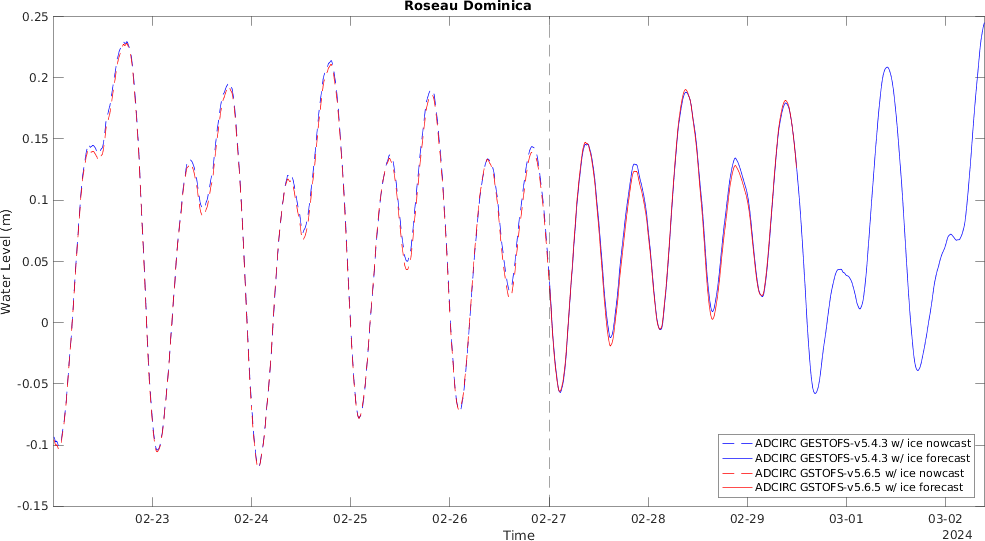 Roseau Dominica
0.25
0.2
0.15
0.1
0.05
0
-0.05
-0.1
-0.15
Water Level (m)
ADCIRC GESTOFS-v5.4.3 w/ ice nowcast
ADCIRC GESTOFS-v5.4.3 w/ ice forecast
ADCIRC GSTOFS-v5.6.5 w/ ice nowcast
ADCIRC GSTOFS-v5.6.5 w/ ice forecast
02-23 02-24 02-25 02-26 02-27 02-28 02-29 03-01 03-02
Time
2024